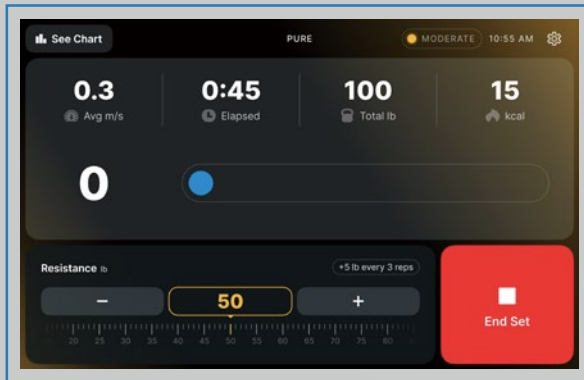 See Chart
PURE
MODERATE
10:55 AM
0.3
Avg m/s
0:45
Elapsed
100
Total lb
15
kcal
0
Resistance lb
+5 lb every 3 reps
−
50
+
20 25 30 35 40 45 50 55 60 65 70 75 80
End Set